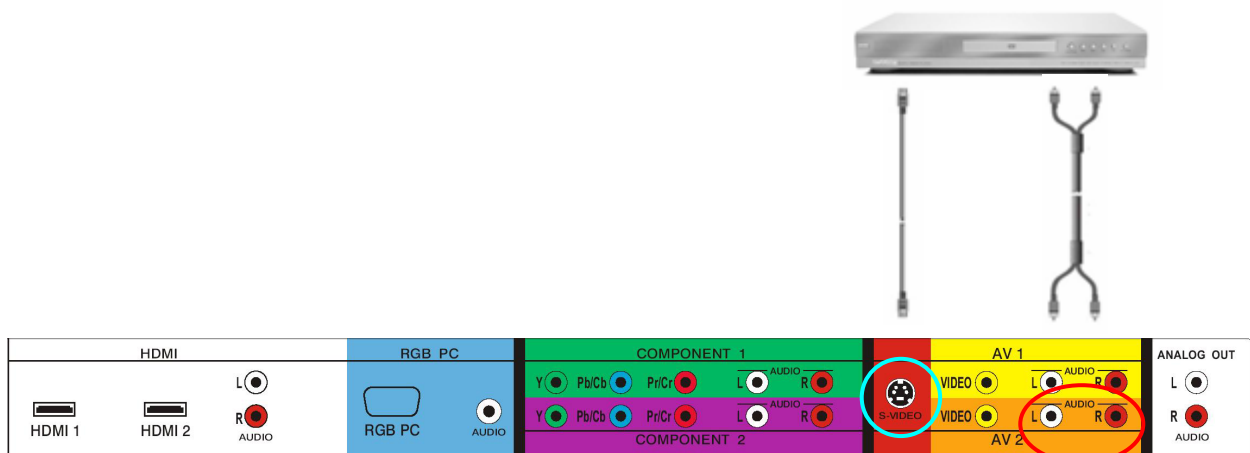 HDMI
RGB PC
COMPONENT 1
AV 1
ANALOG OUT
L
Y
Pb/Cb
Pr/Cr
L
AUDIO
R
VIDEO
L
AUDIO
R
L
HDMI 1
HDMI 2
R
AUDIO
RGB PC
AUDIO
Y
Pb/Cb
Pr/Cr
L
AUDIO
R
S-VIDEO
VIDEO
L
AUDIO
R
R
AUDIO
COMPONENT 2
AV 2